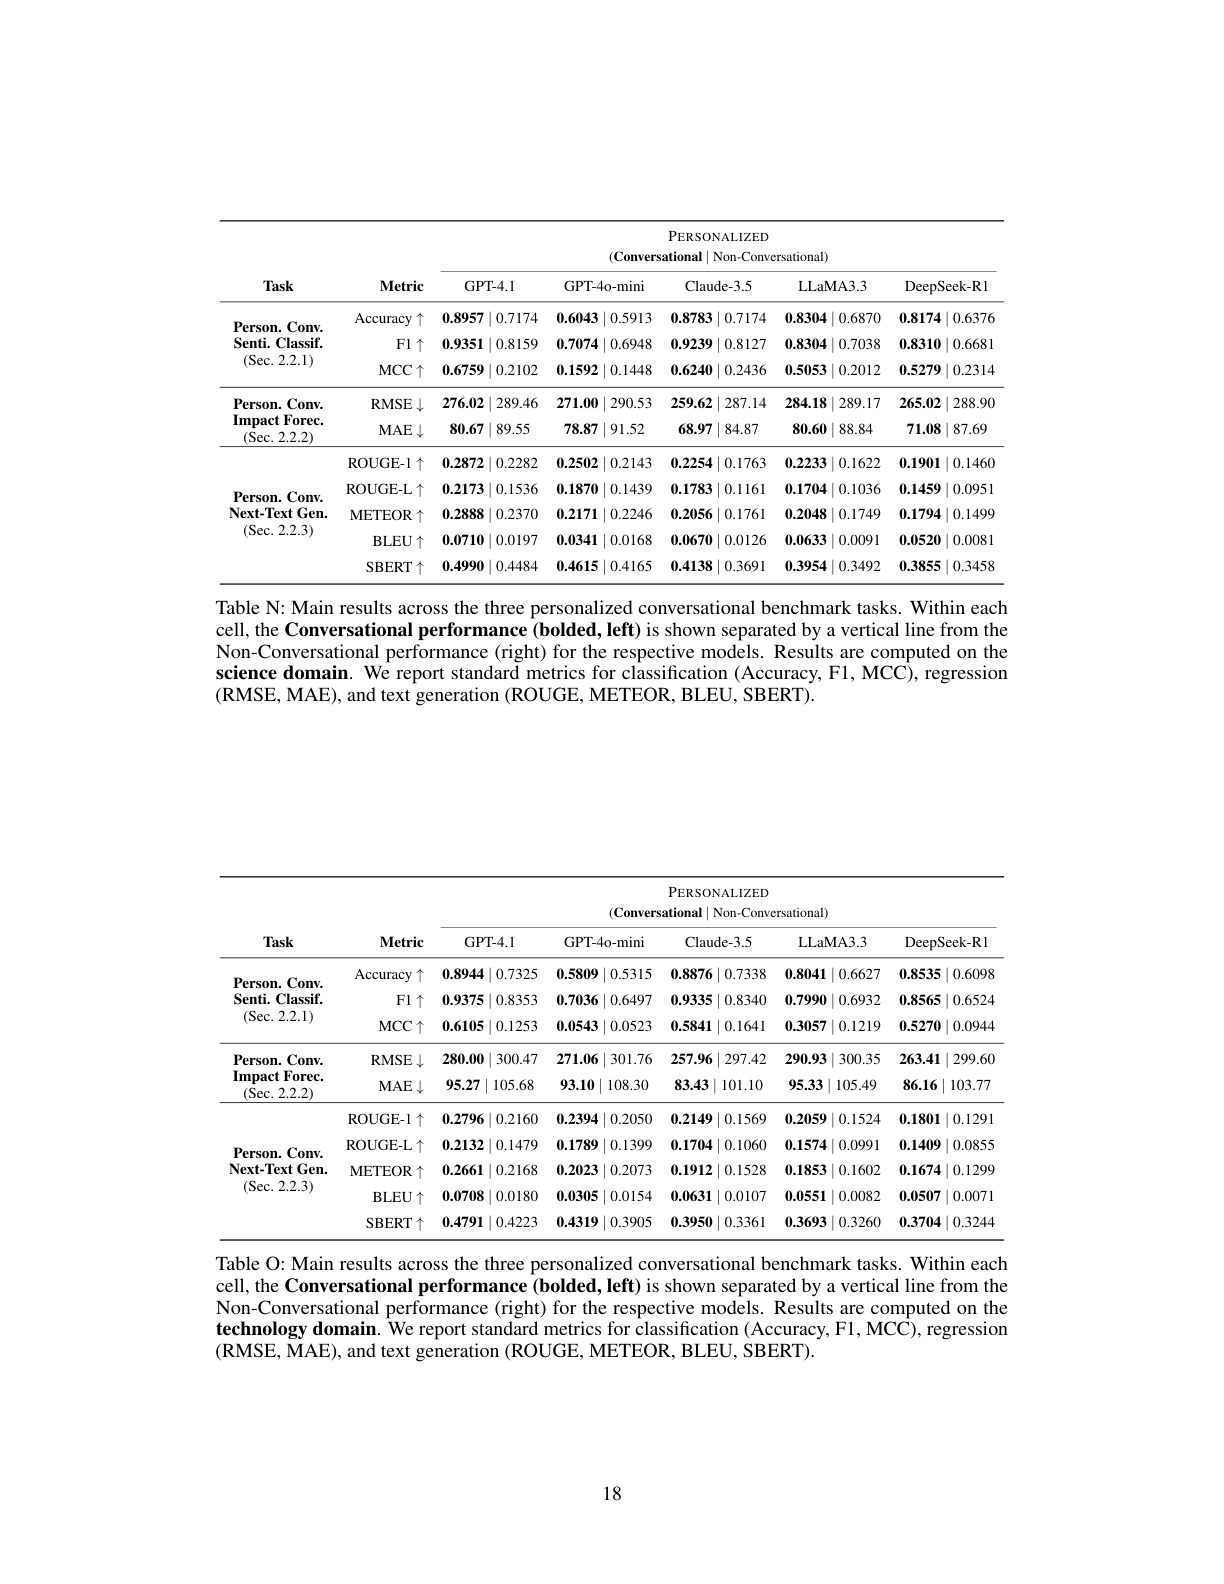 PERSONALIZED
(Conversational | Non-Conversational)
Task Metric GPT-4.1 GPT-4o-mini Claude-3.5 LLaMA3.3 DeepSeek-R1
Person. Conv. Senti. Classif. (Sec. 2.2.1)
Accuracy ↑ 0.8957 | 0.7174 0.6043 | 0.5913 0.8783 | 0.7174 0.8304 | 0.6870 0.8174 | 0.6376
F1 ↑ 0.9351 | 0.8159 0.7074 | 0.6948 0.9239 | 0.8127 0.8304 | 0.7038 0.8310 | 0.6681
MCC ↑ 0.6759 | 0.2102 0.1592 | 0.1448 0.6240 | 0.2436 0.5053 | 0.2012 0.5279 | 0.2314
Person. Conv. Impact Forec. (Sec. 2.2.2)
RMSE ↓ 276.02 | 289.46 271.00 | 290.53 259.62 | 287.14 284.18 | 289.17 265.02 | 288.90
MAE ↓ 80.67 | 89.55 78.87 | 91.52 68.97 | 84.87 80.60 | 88.84 71.08 | 87.69
Person. Conv. Next-Text Gen. (Sec. 2.2.3)
ROUGE-1 ↑ 0.2872 | 0.2282 0.2502 | 0.2143 0.2254 | 0.1763 0.2233 | 0.1622 0.1901 | 0.1460
ROUGE-L ↑ 0.2173 | 0.1536 0.1870 | 0.1439 0.1783 | 0.1161 0.1704 | 0.1036 0.1459 | 0.0951
METEOR ↑ 0.2888 | 0.2370 0.2171 | 0.2246 0.2056 | 0.1761 0.2048 | 0.1749 0.1794 | 0.1499
BLEU ↑ 0.0710 | 0.0197 0.0341 | 0.0168 0.0670 | 0.0126 0.0633 | 0.0091 0.0520 | 0.0081
SBERT ↑ 0.4990 | 0.4484 0.4615 | 0.4165 0.4138 | 0.3691 0.3954 | 0.3492 0.3855 | 0.3458
Table N: Main results across the three personalized conversational benchmark tasks. Within each
cell, the Conversational performance (bolded, left) is shown separated by a vertical line from the
Non-Conversational performance (right) for the respective models. Results are computed on the
science domain. We report standard metrics for classification (Accuracy, F1, MCC), regression
(RMSE, MAE), and text generation (ROUGE, METEOR, BLEU, SBERT).
PERSONALIZED
(Conversational | Non-Conversational)
Task Metric GPT-4.1 GPT-4o-mini Claude-3.5 LLaMA3.3 DeepSeek-R1
Person. Conv. Senti. Classif. (Sec. 2.2.1)
Accuracy ↑ 0.8944 | 0.7325 0.5809 | 0.5315 0.8876 | 0.7338 0.8041 | 0.6627 0.8535 | 0.6098
F1 ↑ 0.9375 | 0.8353 0.7036 | 0.6497 0.9335 | 0.8340 0.7990 | 0.6932 0.8565 | 0.6524
MCC ↑ 0.6105 | 0.1253 0.0543 | 0.0523 0.5841 | 0.1641 0.3057 | 0.1219 0.5270 | 0.0944
Person. Conv. Impact Forec. (Sec. 2.2.2)
RMSE ↓ 280.00 | 300.47 271.06 | 301.76 257.96 | 297.42 290.93 | 300.35 263.41 | 299.60
MAE ↓ 95.27 | 105.68 93.10 | 108.30 83.43 | 101.10 95.33 | 105.49 86.16 | 103.77
Person. Conv. Next-Text Gen. (Sec. 2.2.3)
ROUGE-1 ↑ 0.2796 | 0.2160 0.2394 | 0.2050 0.2149 | 0.1569 0.2059 | 0.1524 0.1801 | 0.1291
ROUGE-L ↑ 0.2132 | 0.1479 0.1789 | 0.1399 0.1704 | 0.1060 0.1574 | 0.0991 0.1409 | 0.0855
METEOR ↑ 0.2661 | 0.2168 0.2023 | 0.2073 0.1912 | 0.1528 0.1853 | 0.1602 0.1674 | 0.1299
BLEU ↑ 0.0708 | 0.0180 0.0305 | 0.0154 0.0631 | 0.0107 0.0551 | 0.0082 0.0507 | 0.0071
SBERT ↑ 0.4791 | 0.4223 0.4319 | 0.3905 0.3950 | 0.3361 0.3693 | 0.3260 0.3704 | 0.3244
Table O: Main results across the three personalized conversational benchmark tasks. Within each
cell, the Conversational performance (bolded, left) is shown separated by a vertical line from the
Non-Conversational performance (right) for the respective models. Results are computed on the
technology domain. We report standard metrics for classification (Accuracy, F1, MCC), regression
(RMSE, MAE), and text generation (ROUGE, METEOR, BLEU, SBERT).
18